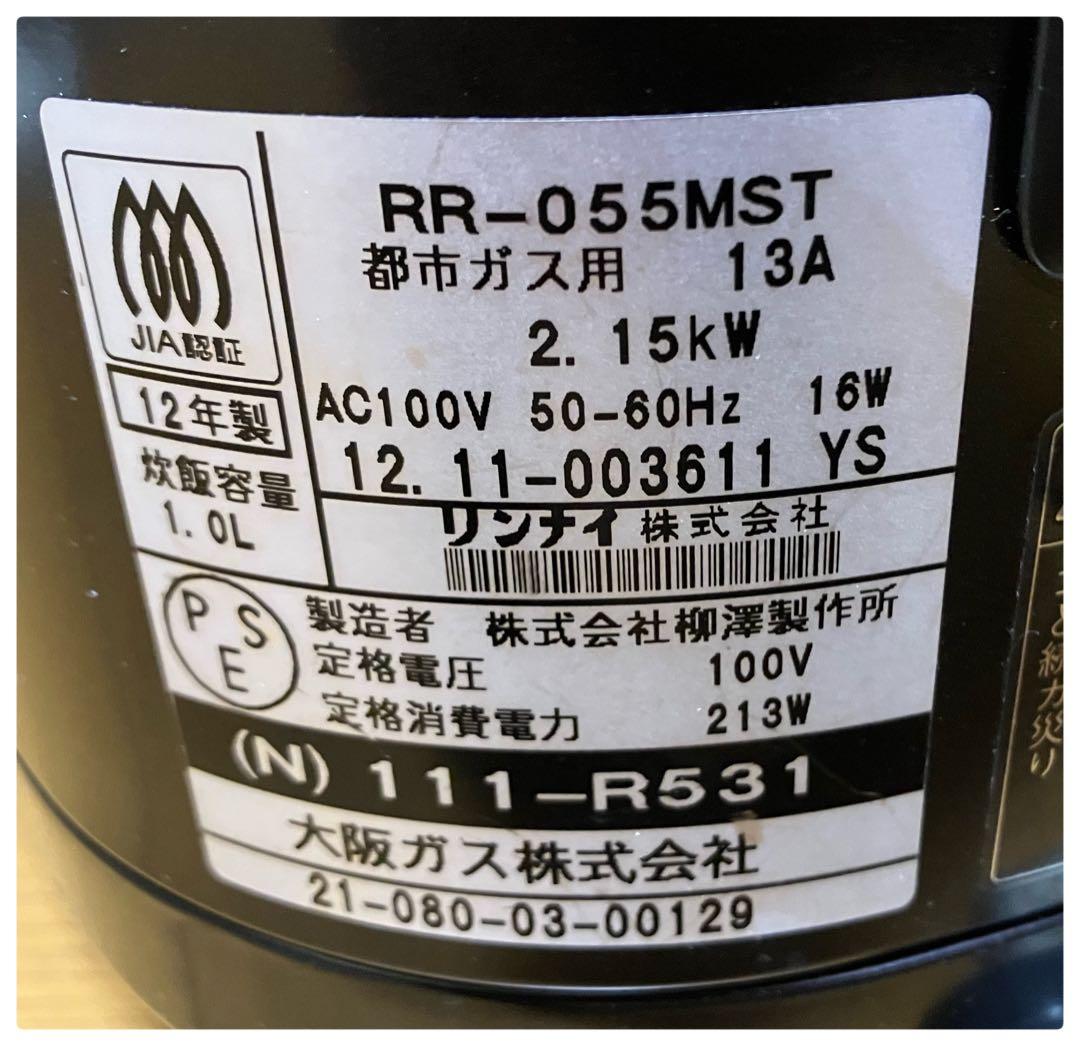 JIA認証
12年製
炊飯容量
1.0L
RR-055MST
都市ガス用 13A
2.15kW
AC100V 50-60Hz 16W
12.11-003611 YS
リンナイ株式会社
PSE
製造者 株式会社柳澤製作所
定格電圧 100V
定格消費電力 213W
(N) 111-R531
大阪ガス株式会社
21-080-03-00129